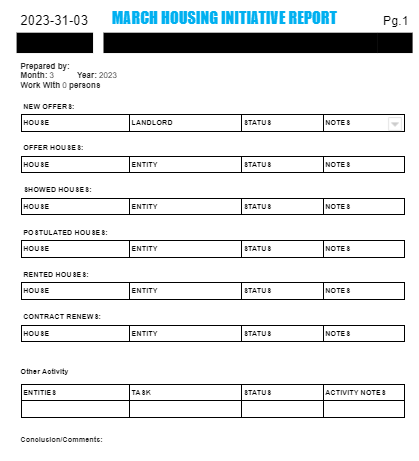 2023-31-03 MARCH HOUSING INITIATIVE REPORT Pg.1
Prepared by:
Month: 3 Year: 2023
Work With 0 persons
NEW OFFERS:
HOUSE LANDLORD STATUS NOTES
OFFER HOUSES:
HOUSE ENTITY STATUS NOTES
SHOWED HOUSES:
HOUSE ENTITY STATUS NOTES
POSTULATED HOUSES:
HOUSE ENTITY STATUS NOTES
RENTED HOUSES:
HOUSE ENTITY STATUS NOTES
CONTRACT RENEWS:
HOUSE ENTITY STATUS NOTES
Other Activity
ENTITIES TASK STATUS ACTIVITY NOTES
Conclusion/Comments: